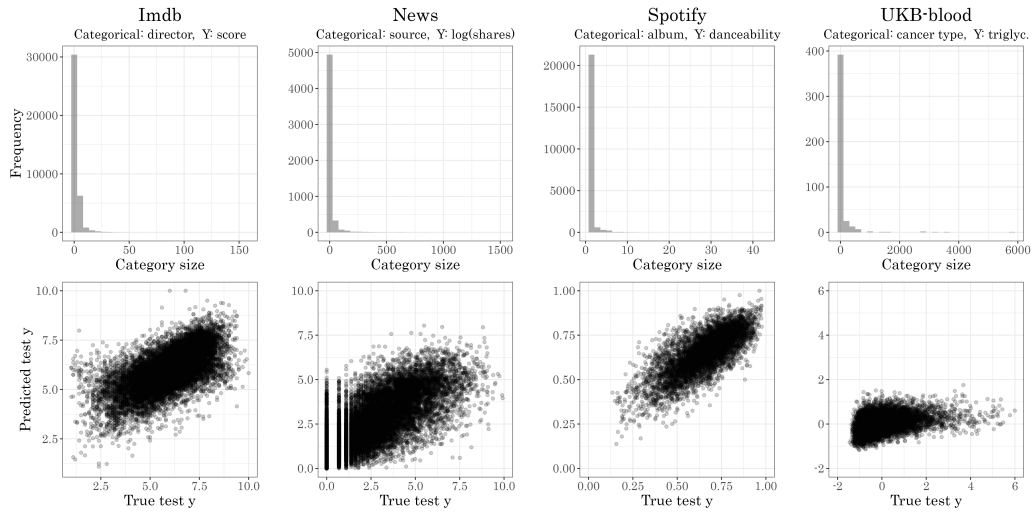 Imdb News Spotify UKB-blood
Categorical: director, Y: score Categorical: source, Y: log(shares) Categorical: album, Y: danceability Categorical: cancer type, Y: triglyc.
Frequency
30000
20000
10000
0
0 50 100 150
Category size
5000
4000
3000
2000
1000
0
0 500 1000 1500
Category size
20000
15000
10000
5000
0
0 10 20 30 40
Category size
400
300
200
100
0
0 2000 4000 6000
Category size
Predicted test y
10.0
7.5
5.0
2.5
2.5 5.0 7.5 10.0
True test y
10.0
7.5
5.0
2.5
0.0
0.0 2.5 5.0 7.5 10.0
True test y
1.00
0.75
0.50
0.25
0.00
0.00 0.25 0.50 0.75 1.00
True test y
6
4
2
0
-2
-2 0 2 4 6
True test y